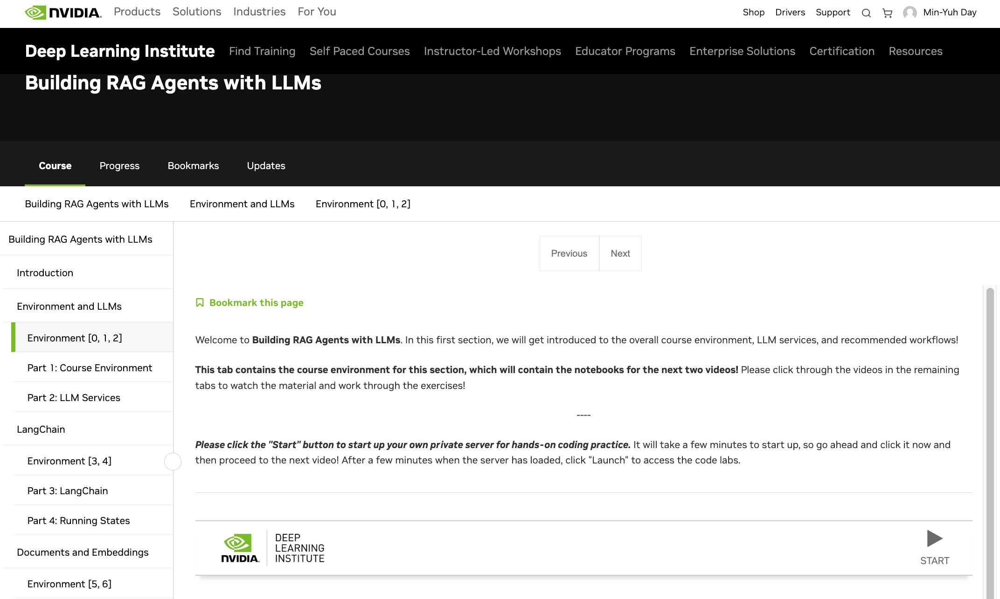 NVIDIA. Products Solutions Industries For You Shop Drivers Support Min-Yuh Day
Deep Learning Institute Find Training Self Paced Courses Instructor-Led Workshops Educator Programs Enterprise Solutions Certification Resources
Building RAG Agents with LLMs
Course Progress Bookmarks Updates
Building RAG Agents with LLMs Environment and LLMs Environment [0, 1, 2]
Building RAG Agents with LLMs
Introduction
Environment and LLMs
Environment [0, 1, 2]
Part 1: Course Environment
Part 2: LLM Services
LangChain
Environment [3, 4]
Part 3: LangChain
Part 4: Running States
Documents and Embeddings
Environment [5, 6]
Previous Next
Bookmark this page
Welcome to Building RAG Agents with LLMs. In this first section, we will get introduced to the overall course environment, LLM services, and recommended workflows!
This tab contains the course environment for this section, which will contain the notebooks for the next two videos! Please click through the videos in the remaining
tabs to watch the material and work through the exercises!
----
Please click the "Start" button to start up your own private server for hands-on coding practice. It will take a few minutes to start up, so go ahead and click it now and
then proceed to the next video! After a few minutes when the server has loaded, click "Launch" to access the code labs.
NVIDIA.
DEEP
LEARNING
INSTITUTE
START